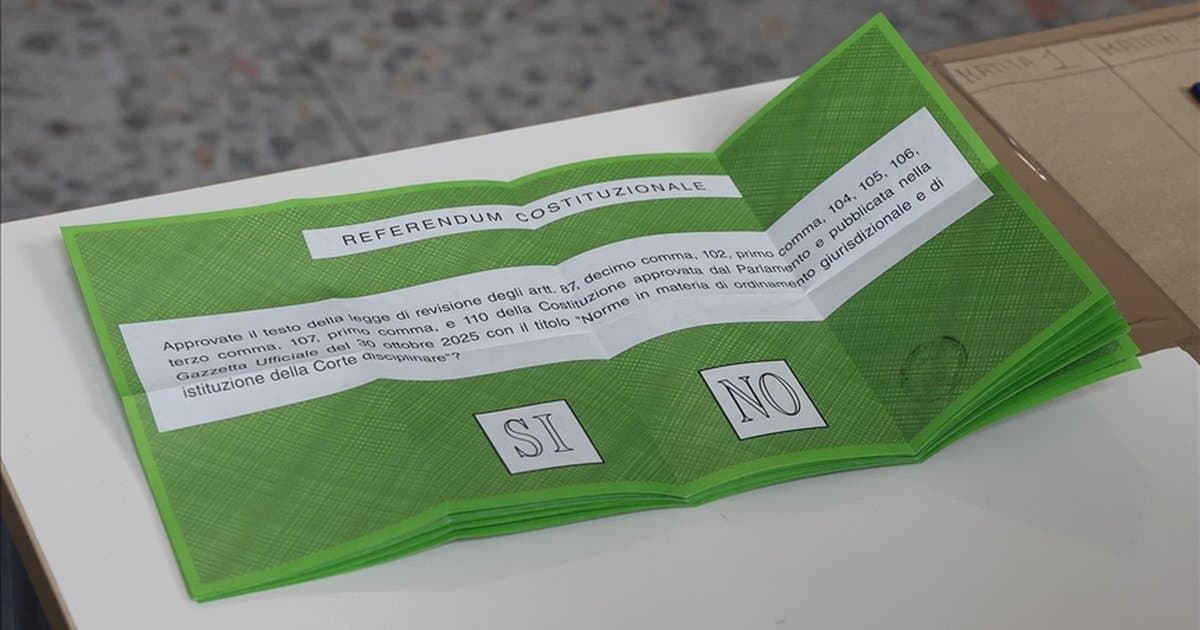 MATITA 1
REFERENDUM COSTITUZIONALE
Approvate il testo della legge di revisione degli artt. 87, decimo comma, 102, primo comma, 104, 105, 106,
terzo comma, 107, primo comma, e 110 della Costituzione approvata dal Parlamento e pubblicata nella
Gazzetta Ufficiale del 30 ottobre 2025 con il titolo "Norme in materia di ordinamento giurisdizionale e di
istituzione della Corte disciplinare"?
SI
NO